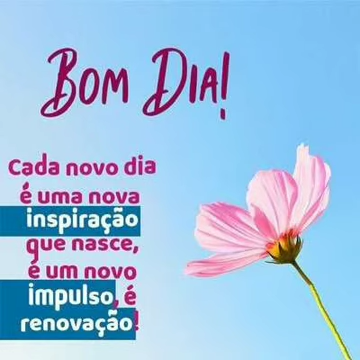 BOM DIA!
Cada novo dia
é uma nova
inspiração
que nasce,
é um novo
impulso, é
renovação!